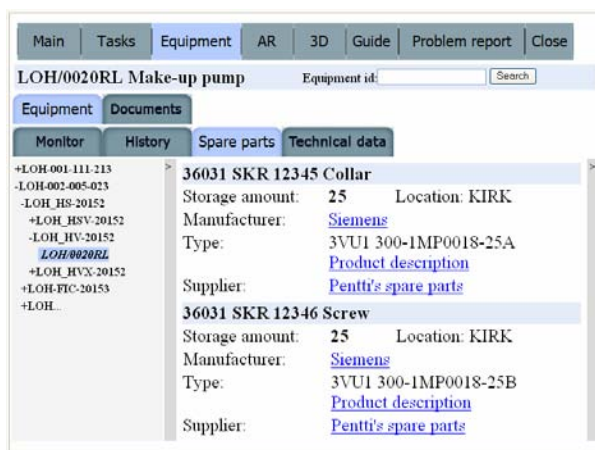 Main Tasks Equipment AR 3D Guide Problem report Close
LOH/0020RL Make-up pump Equipment id: Search
Equipment Documents
Monitor History Spare parts Technical data
+LOH-001-111-213
-LOH-002-005-023
-LOH_HS-20152
+LOH_HSV-20152
-LOH_HV-20152
LOH/0020RL
+LOH_HVX-20152
+LOH-FIC-20153
+LOH...
>
36031 SKR 12345 Collar
Storage amount: 25 Location: KIRK
Manufacturer: Siemens
Type: 3VU1 300-1MP0018-25A
Product description
Supplier: Pentti's spare parts
36031 SKR 12346 Screw
Storage amount: 25 Location: KIRK
Manufacturer: Siemens
Type: 3VU1 300-1MP0018-25B
Product description
Supplier: Pentti's spare parts
>